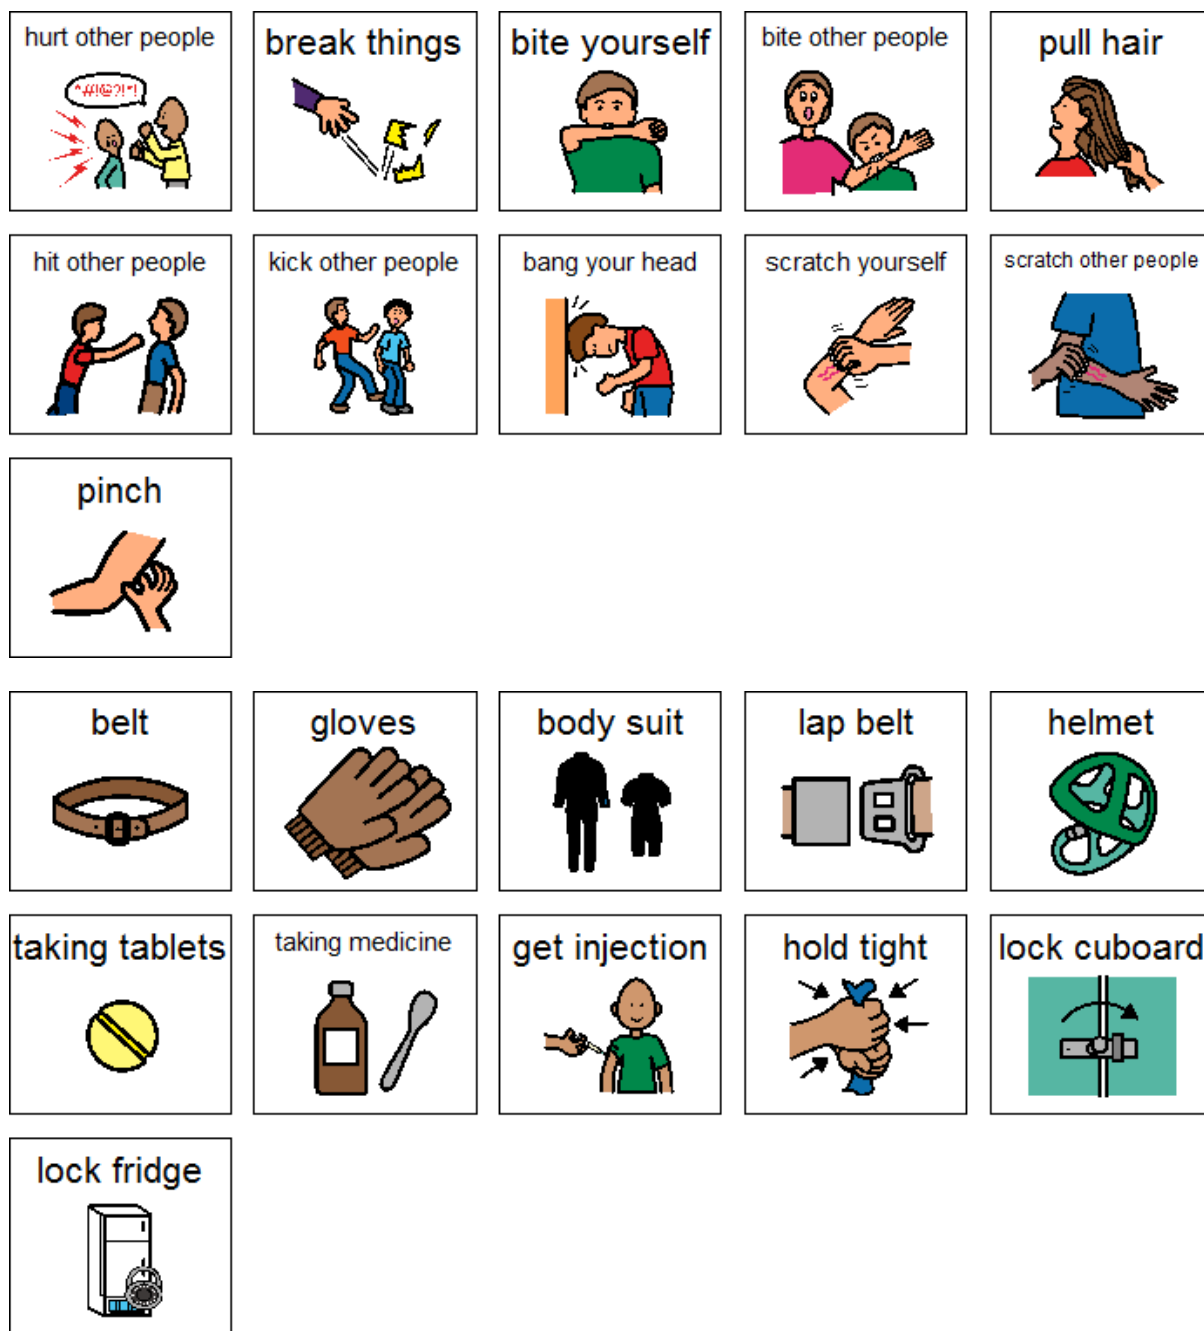 hurt other people
break things
bite yourself
bite other people
pull hair
^#!@?!*!
hit other people
kick other people
bang your head
scratch yourself
scratch other people
pinch
belt
gloves
body suit
lap belt
helmet
taking tablets
taking medicine
get injection
hold tight
lock cuboard
lock fridge